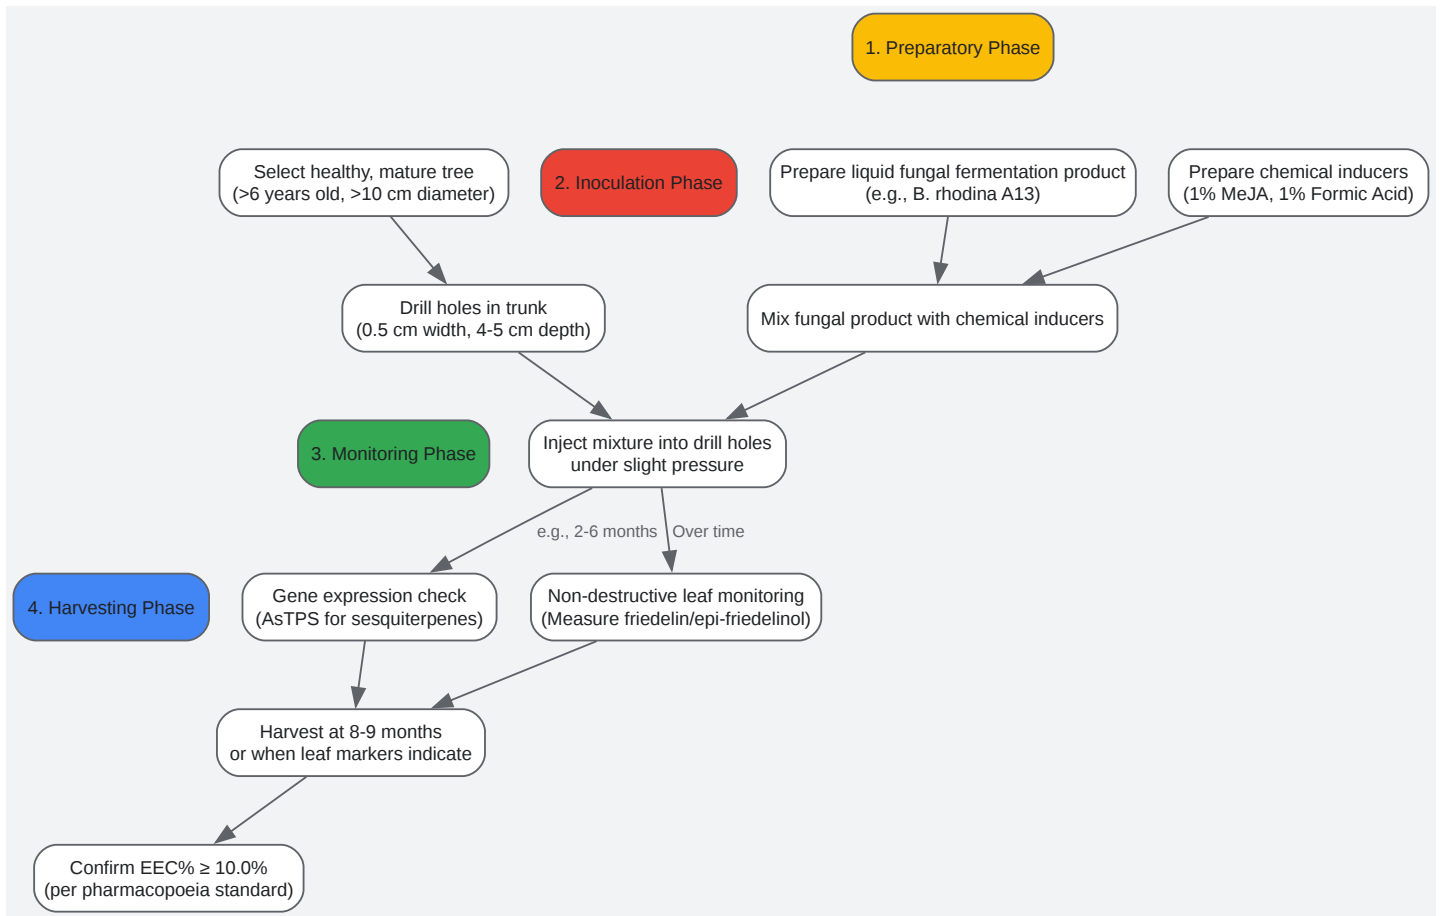 1. Preparatory Phase
Select healthy, mature tree
(>6 years old, >10 cm diameter)
2. Inoculation Phase
Prepare liquid fungal fermentation product
(e.g., B. rhodina A13)
Prepare chemical inducers
(1% MeJA, 1% Formic Acid)
Drill holes in trunk
(0.5 cm width, 4-5 cm depth)
Mix fungal product with chemical inducers
3. Monitoring Phase
Inject mixture into drill holes
under slight pressure
e.g., 2-6 months
Over time
4. Harvesting Phase
Gene expression check
(AsTPS for sesquiterpenes)
Non-destructive leaf monitoring
(Measure friedelin/epi-friedelinol)
Harvest at 8-9 months
or when leaf markers indicate
Confirm EEC% ≥ 10.0%
(per pharmacopoeia standard)